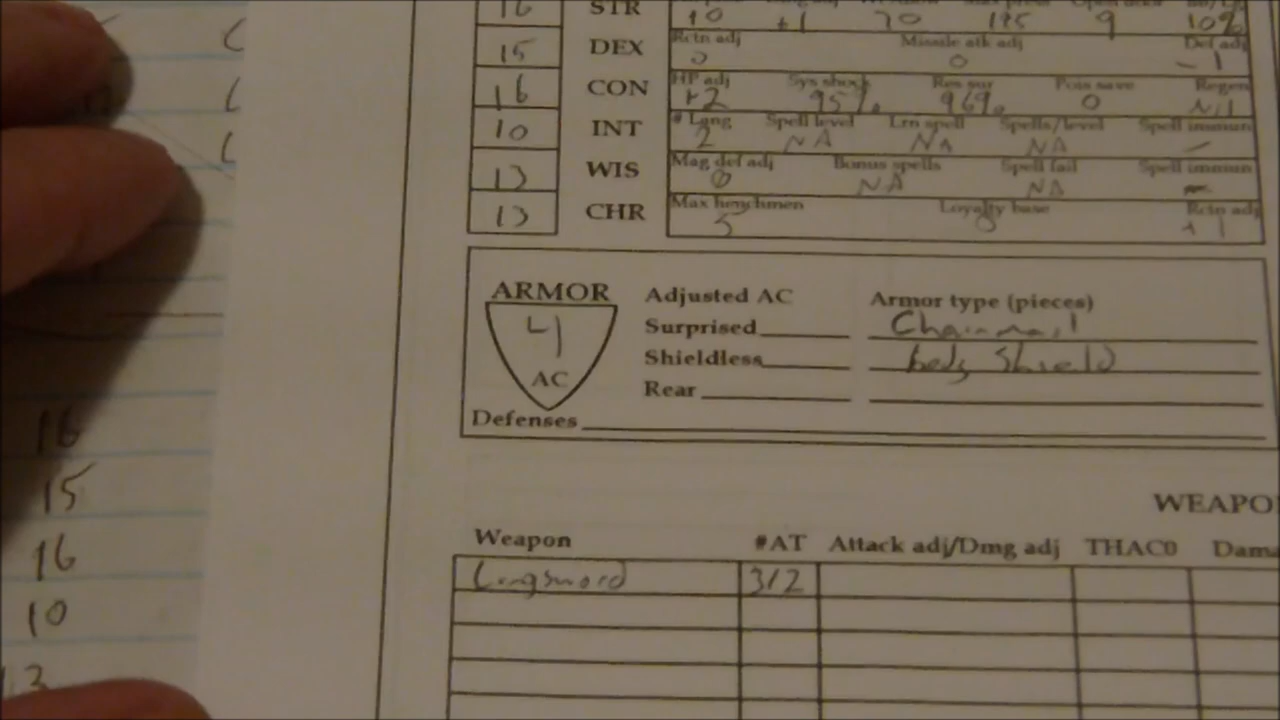 16 STR +0 +1 70 195 9 10%
Rctn adj Missile atk adj Def adj
15 DEX 0 0 -1
HP adj Sys shock Res sur Pois save Regen
16 CON +2 95% 96% 0 Nil
# Lang Spell level Lrn spell Spells/level Spell immun
10 INT 2 NA NA NA -
Mag def adj Bonus spells Spell fail Spell immun
13 WIS 0 NA NA -
Max henchmen Loyalty base Rctn adj
13 CHR 5 0 +1
ARMOR Adjusted AC Armor type (pieces)
4 Surprised Chainmail
Shieldless body Shield
AC
Rear
Defenses
16
15
WEAPO
Weapon #AT Attack adj/Dmg adj THAC0 Dama
16
Longsword 3/2
10
13